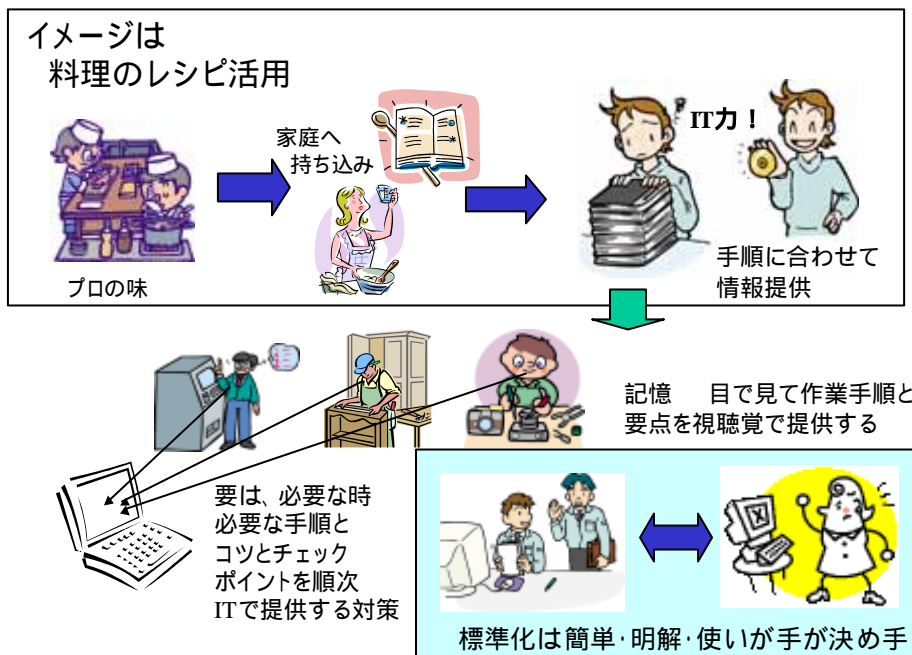 イメージは
料理のレシピ活用
家庭へ
持ち込み
IT力！
プロの味
手順に合わせて
情報提供
記憶　目で見て作業手順と
要点を視聴覚で提供する
要は、必要な時
必要な手順と
コツとチェック
ポイントを順次
ITで提供する対策
標準化は簡単・明解・使いが手が決め手